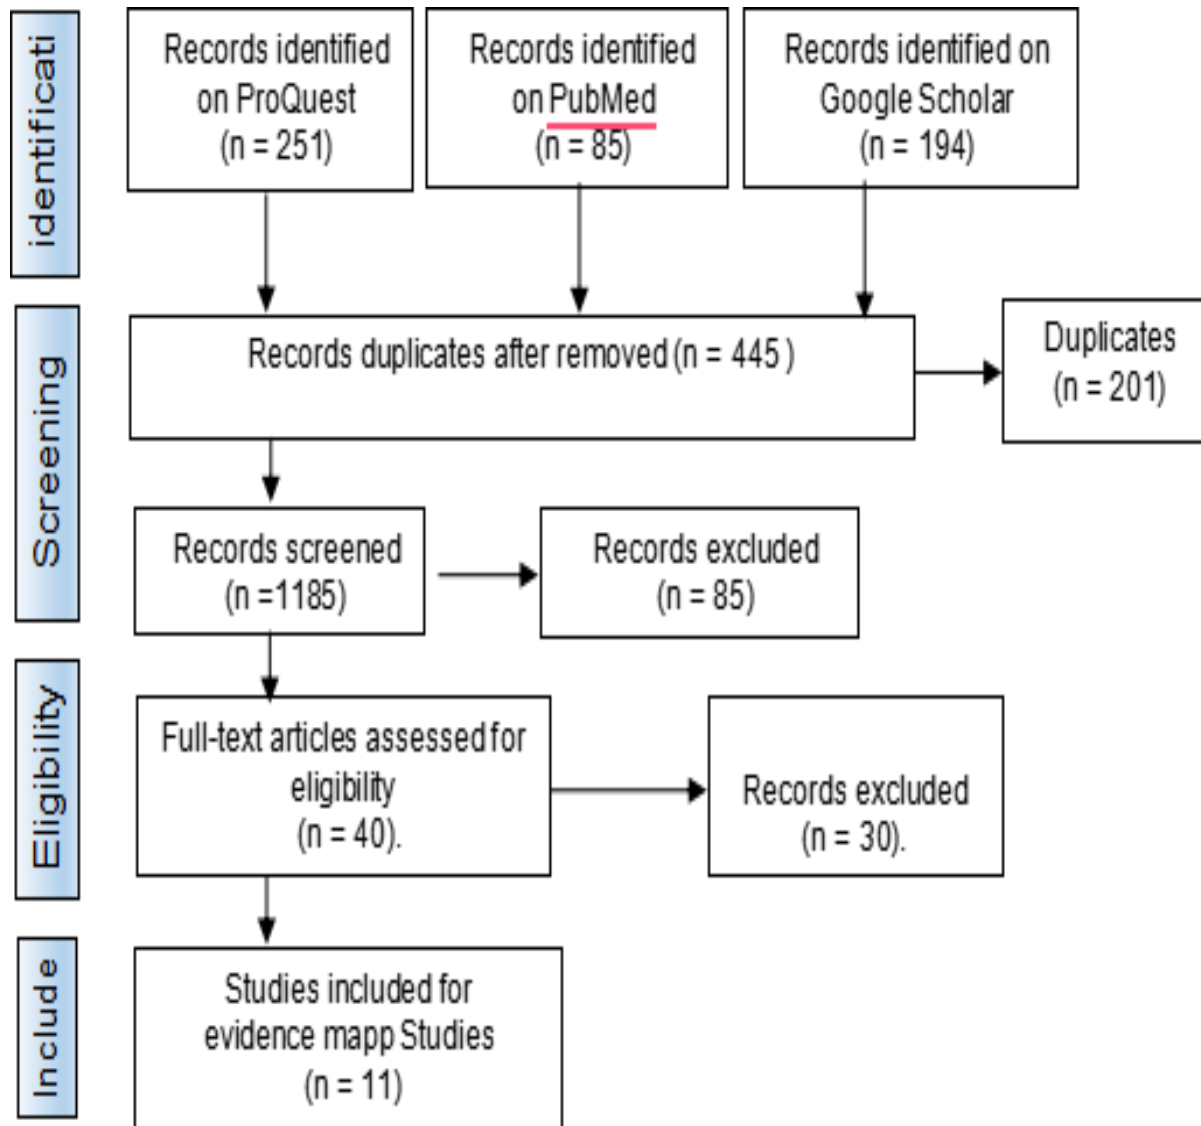 identificati
Records identified
on ProQuest
(n = 251)
Records identified
on PubMed
(n = 85)
Records identified on
Google Scholar
(n = 194)
Screening
Records duplicates after removed (n = 445 )
Duplicates
(n = 201)
Records screened
(n =1185)
Records excluded
(n = 85)
Eligibility
Full-text articles assessed for
eligibility
(n = 40).
Records excluded
(n = 30).
Include
Studies included for
evidence mapp Studies
(n = 11)